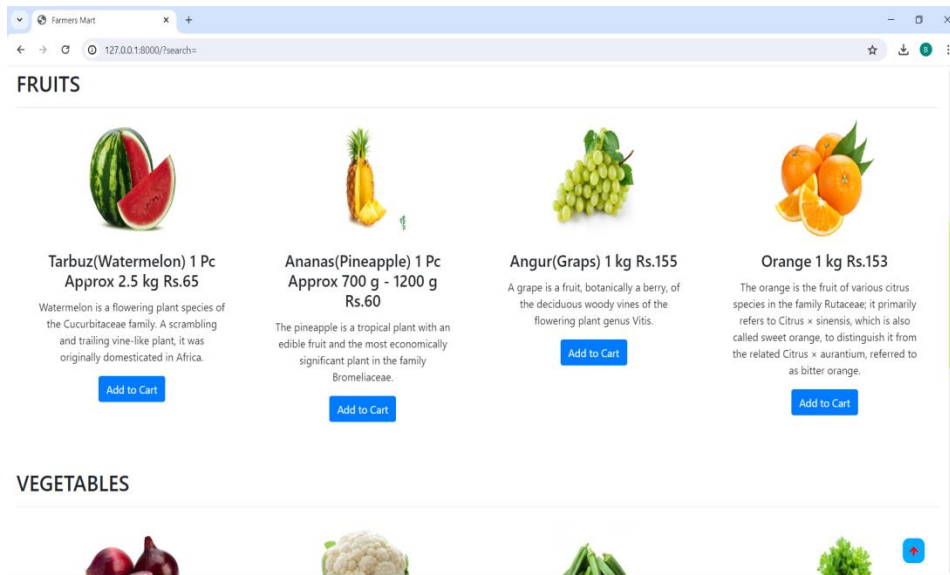 Farmers Mart
127.0.0.1:8000/?search=
B
FRUITS
Tarbuz(Watermelon) 1 Pc
Approx 2.5 kg Rs.65
Watermelon is a flowering plant species of
the Cucurbitaceae family. A scrambling
and trailing vine-like plant, it was
originally domesticated in Africa.
Add to Cart
Ananas(Pineapple) 1 Pc
Approx 700 g - 1200 g
Rs.60
The pineapple is a tropical plant with an
edible fruit and the most economically
significant plant in the family
Bromeliaceae.
Add to Cart
Angur(Graps) 1 kg Rs.155
A grape is a fruit, botanically a berry, of
the deciduous woody vines of the
flowering plant genus Vitis.
Add to Cart
Orange 1 kg Rs.153
The orange is the fruit of various citrus
species in the family Rutaceae; it primarily
refers to Citrus × sinensis, which is also
called sweet orange, to distinguish it from
the related Citrus × aurantium, referred to
as bitter orange.
Add to Cart
VEGETABLES